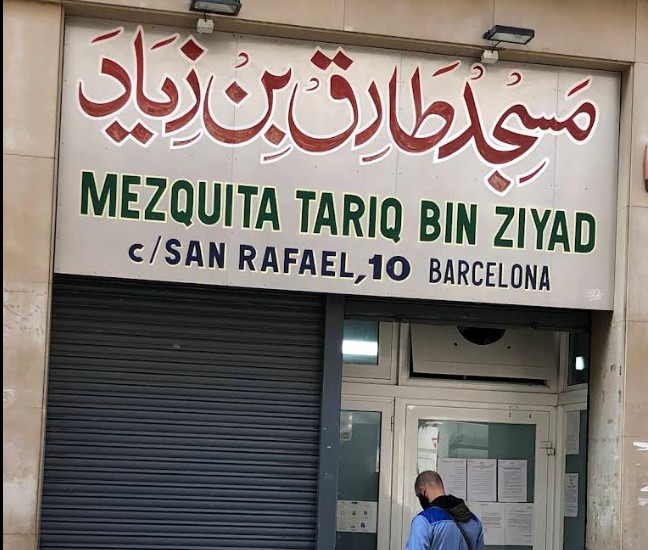 مسجد طارق بن زياد
MEZQUITA TARIQ BIN ZIYAD
c/SAN RAFAEL, 10 BARCELONA